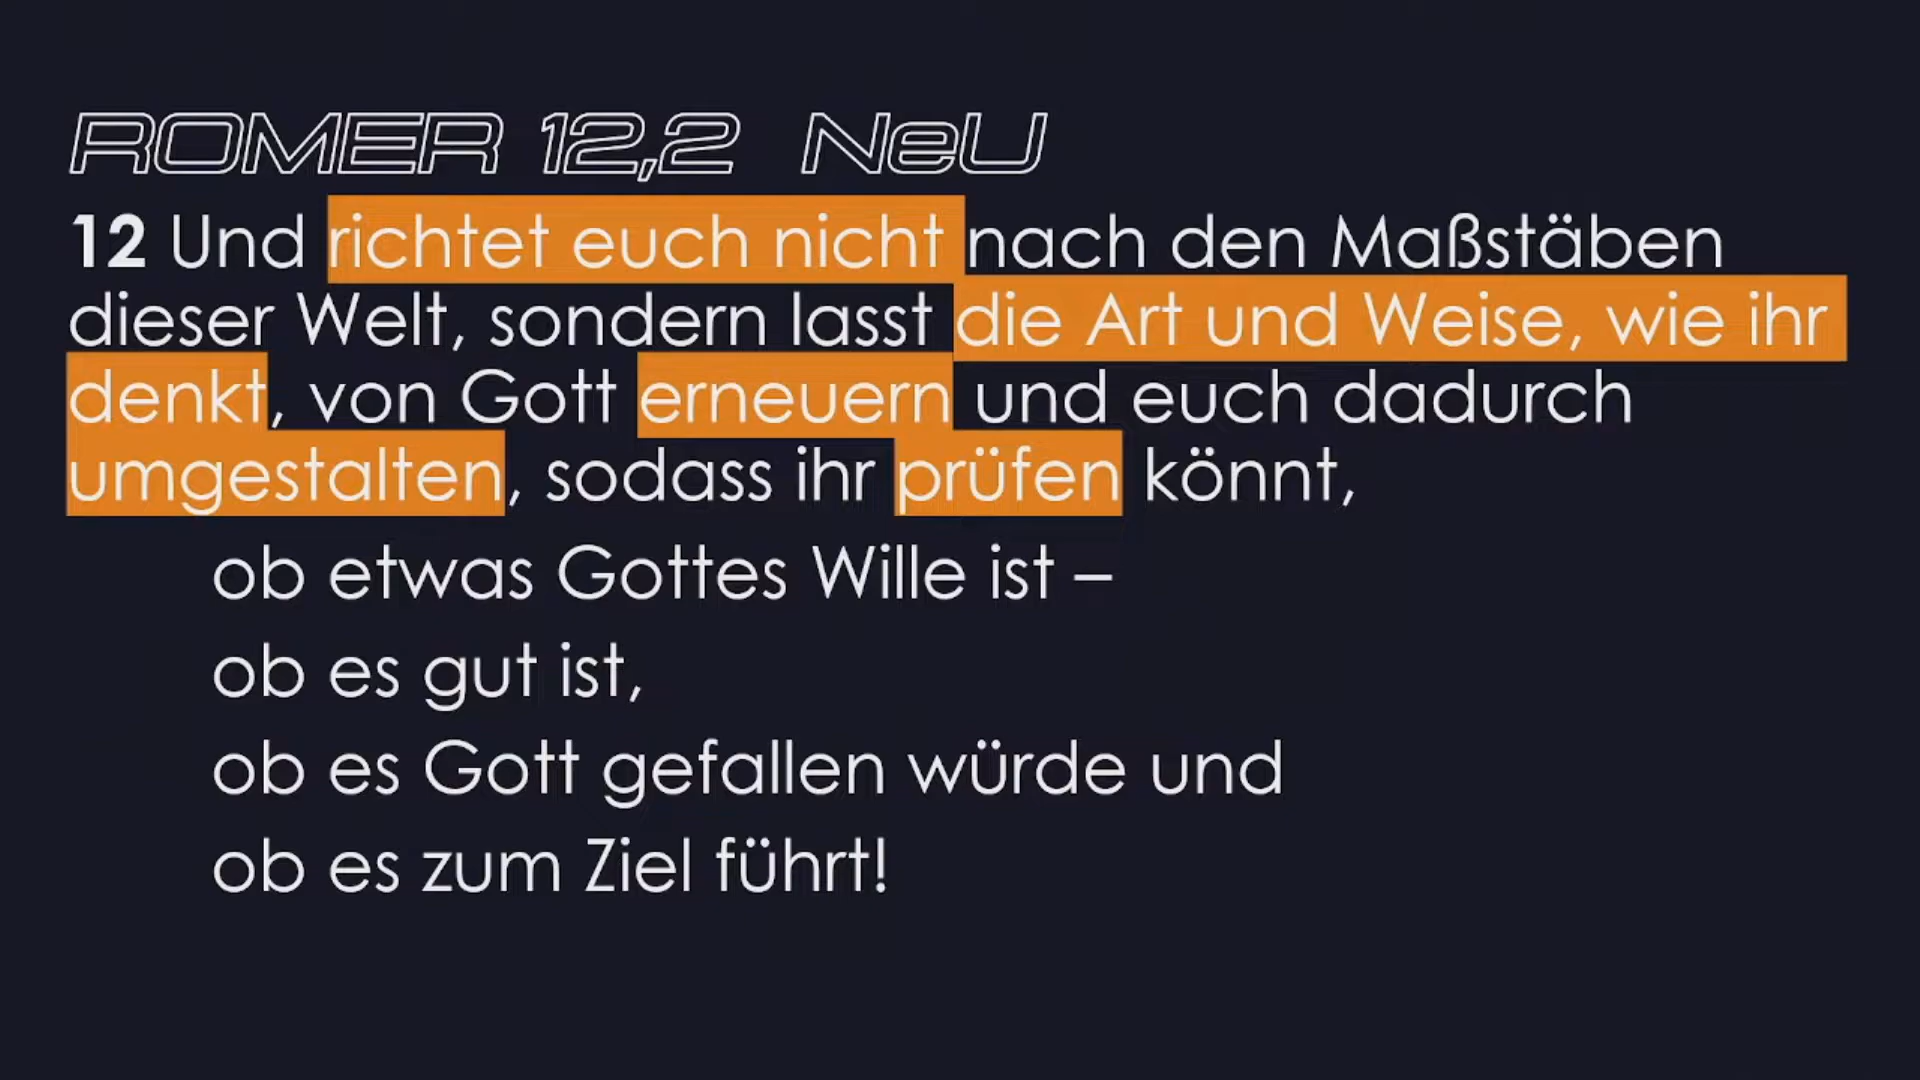 ROMER 12,2 NeU
12 Und richtet euch nicht nach den Maßstäben
dieser Welt, sondern lasst die Art und Weise, wie ihr
denkt, von Gott erneuern und euch dadurch
umgestalten, sodass ihr prüfen könnt,
ob etwas Gottes Wille ist –
ob es gut ist,
ob es Gott gefallen würde und
ob es zum Ziel führt!